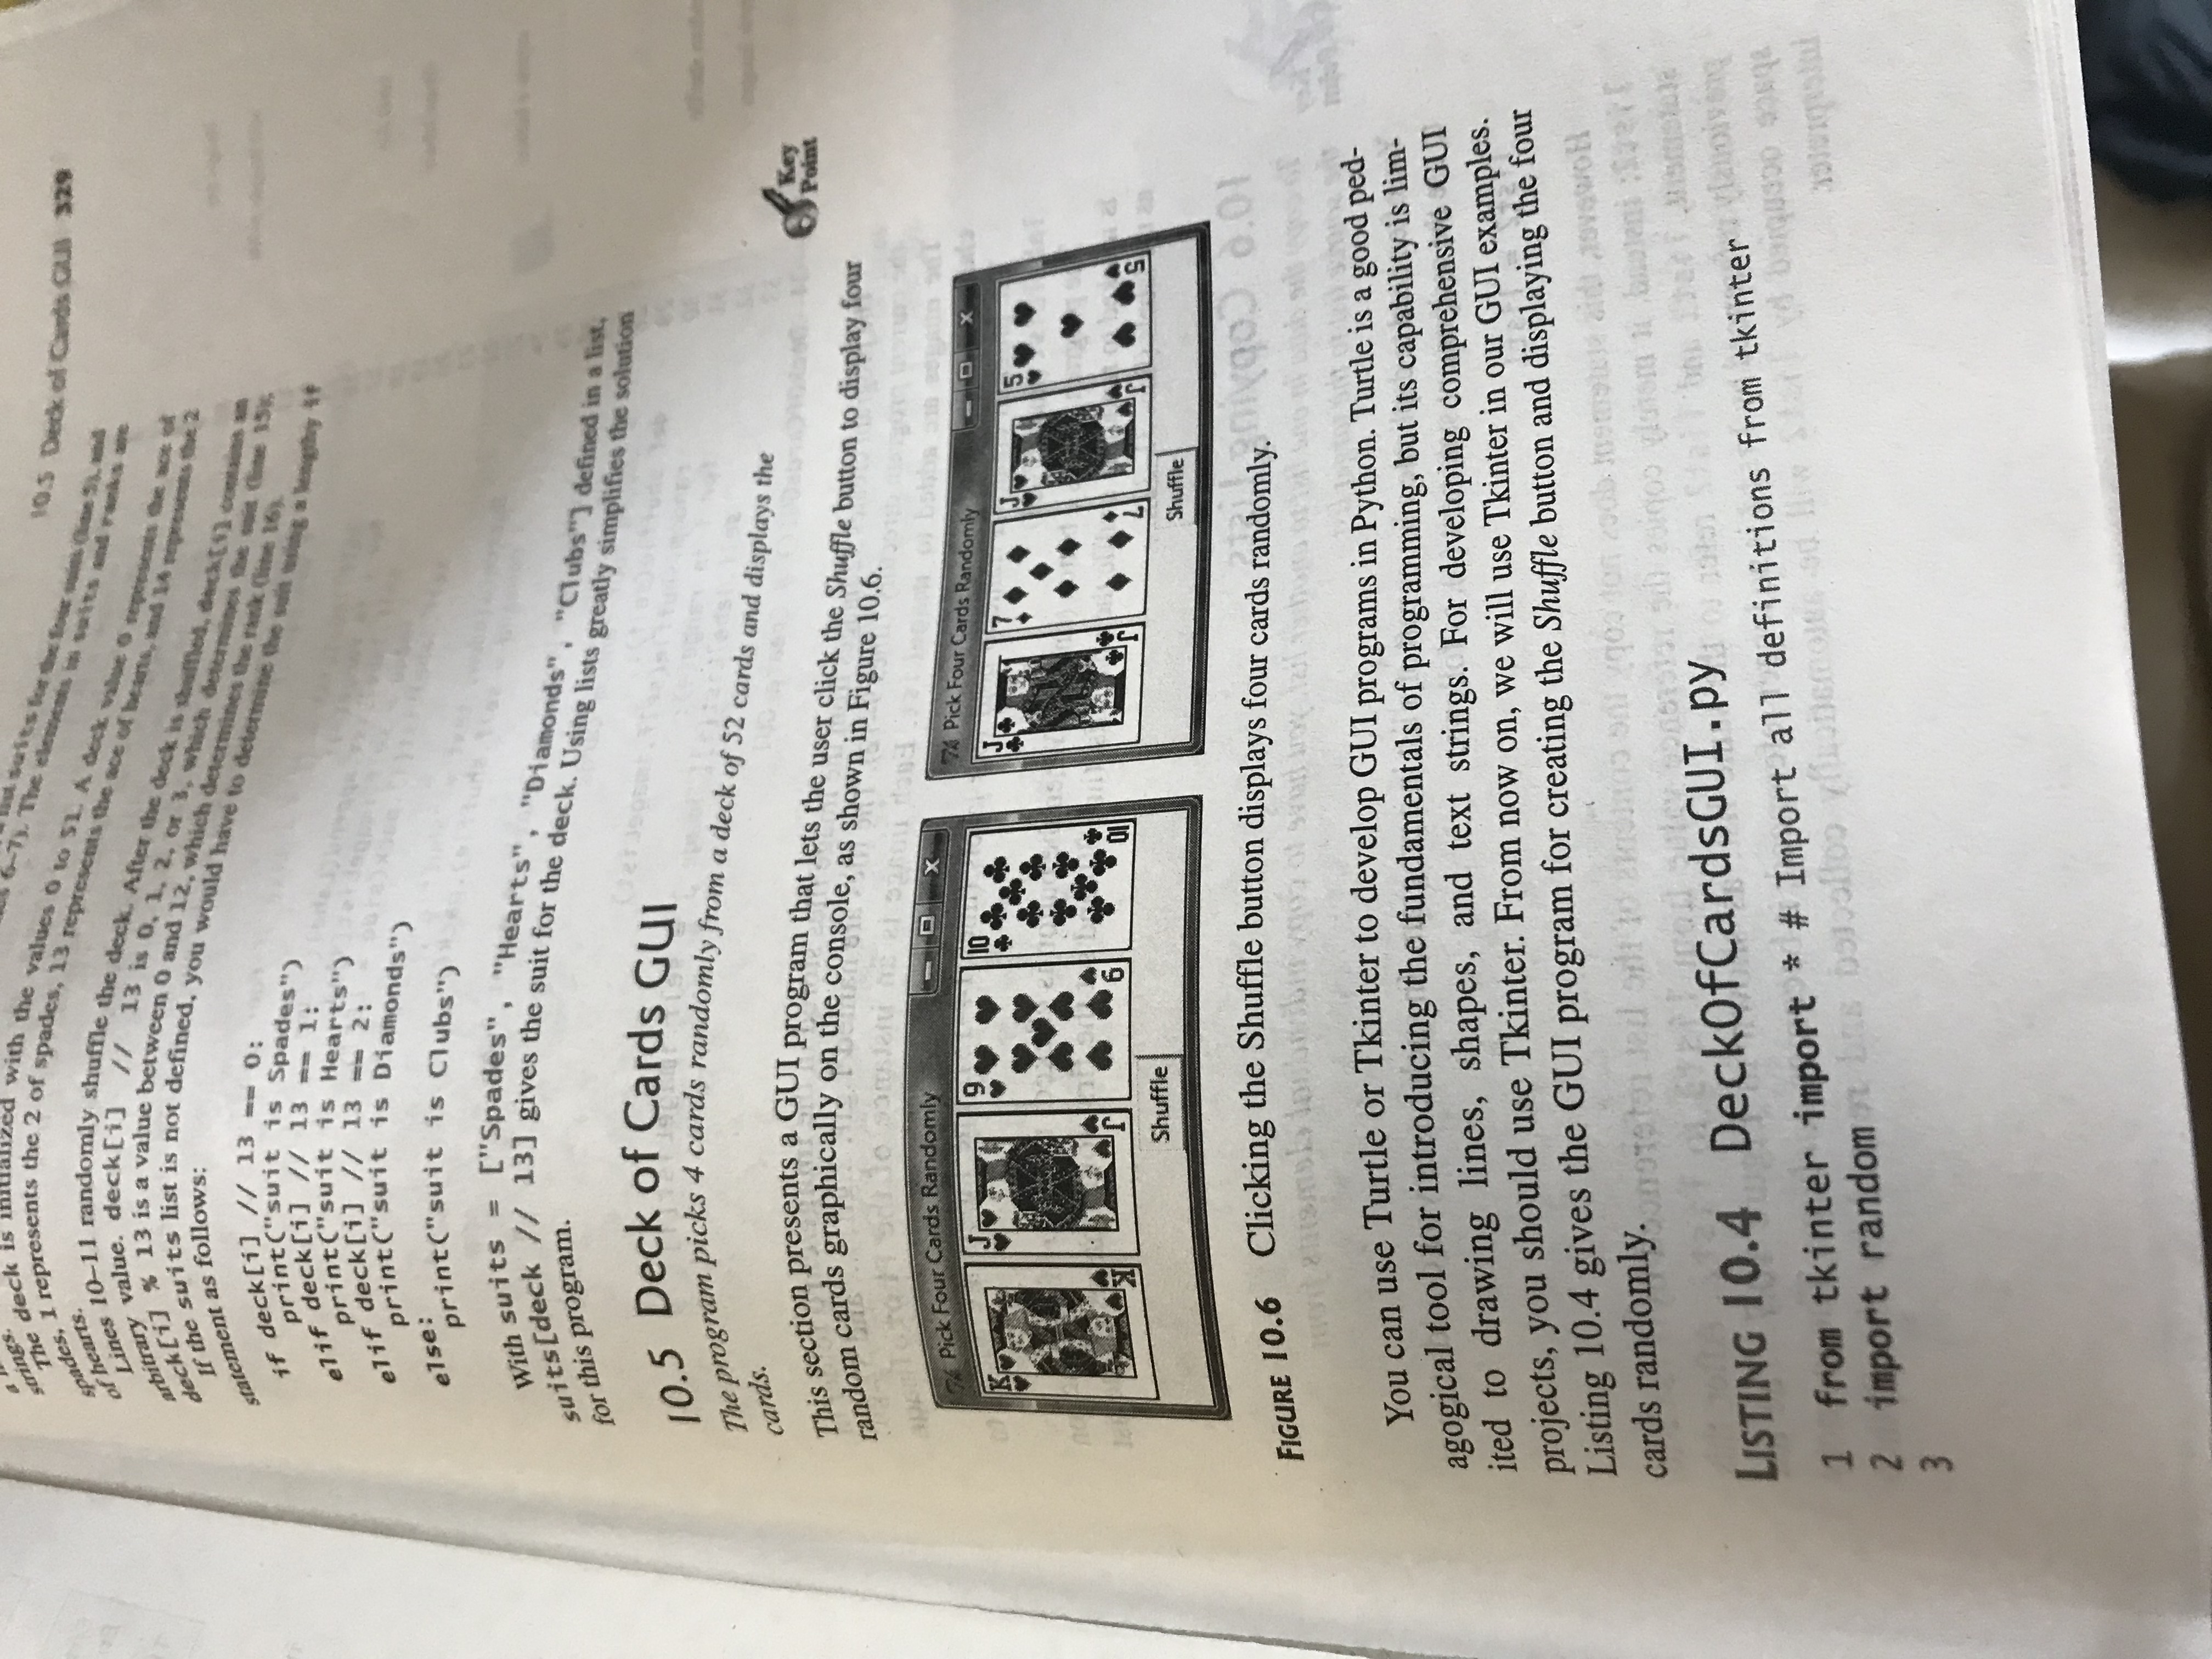 10.5 Deck of Cards GUI 329
list suits for the four suits (line 5), and
6–7). The elements in suits and ranks are
strings.
The deck is initialized with the values 0 to 51. A deck value 0 represents the ace of
spades, 1 represents the 2 of spades, 13 represents the ace of hearts, and 14 represents the 2
of hearts.
Lines 10–11 randomly shuffle the deck. After the deck is shuffled, deck[i] contains an
arbitrary value. deck[i] // 13 is 0, 1, 2, or 3, which determines the suit (line 15);
deck[i] % 13 is a value between 0 and 12, which determines the rank (line 16).
If the suits list is not defined, you would have to determine the suit using a lengthy if
statement as follows:
if deck[i] // 13 == 0:
print("suit is Spades")
elif deck[i] // 13 == 1:
print("suit is Hearts")
elif deck[i] // 13 == 2:
print("suit is Diamonds")
else:
print("suit is Clubs")
With suits = ["Spades", "Hearts", "Diamonds", "Clubs"] defined in a list,
suits[deck // 13] gives the suit for the deck. Using lists greatly simplifies the solution
for this program.
10.5 Deck of Cards GUI
The program picks 4 cards randomly from a deck of 52 cards and displays the
cards.
Key
Point
This section presents a GUI program that lets the user click the Shuffle button to display four
random cards graphically on the console, as shown in Figure 10.6.
Pick Four Cards Randomly
K J 9 10
K J 9 10
Shuffle
Pick Four Cards Randomly
J 7 J 5
J 7 J 5
Shuffle
FIGURE 10.6 Clicking the Shuffle button displays four cards randomly.
You can use Turtle or Tkinter to develop GUI programs in Python. Turtle is a good ped-
agogical tool for introducing the fundamentals of programming, but its capability is lim-
ited to drawing lines, shapes, and text strings. For developing comprehensive GUI
projects, you should use Tkinter. From now on, we will use Tkinter in our GUI examples.
Listing 10.4 gives the GUI program for creating the Shuffle button and displaying the four
cards randomly.
LISTING 10.4 DeckOfCardsGUI.py
1 from tkinter import * # Import all definitions from tkinter
2 import random
3